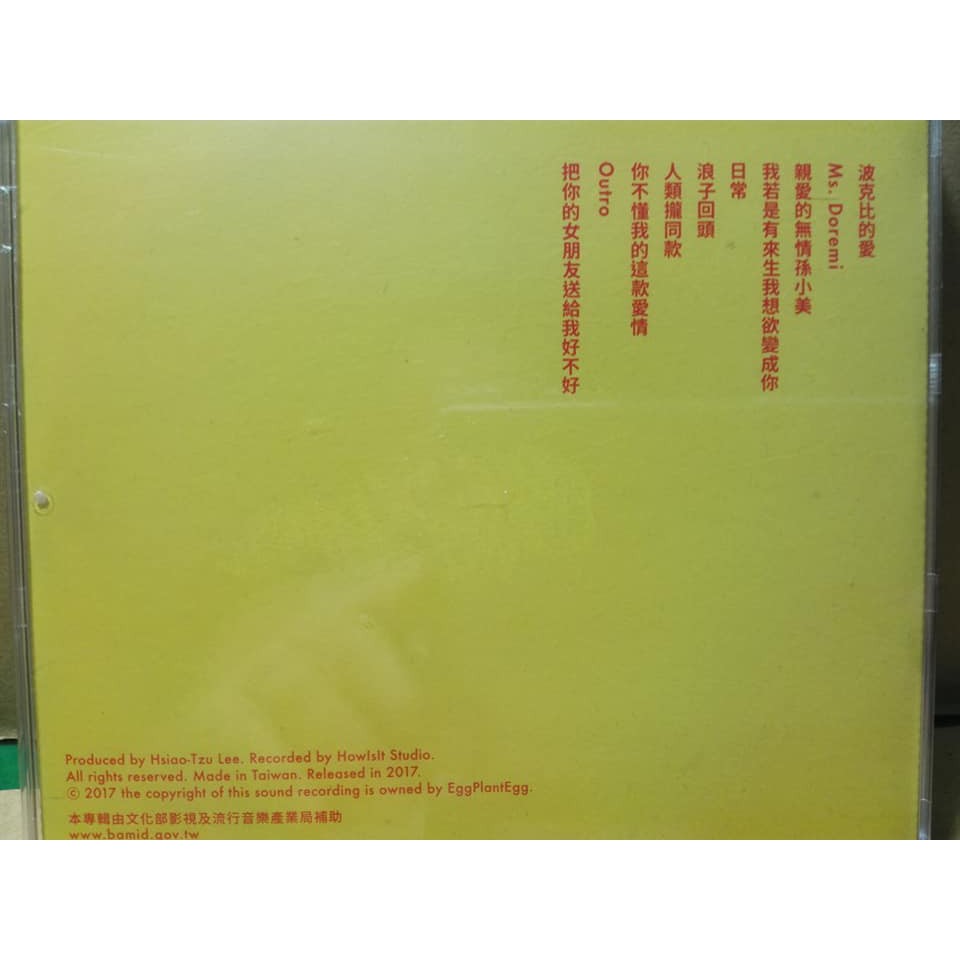 波克比的愛
Ms. Doremi
親愛的無情孫小美
我若是有來生我想欲變成你
日常
浪子回頭
人類攏同款
你不懂我的這款愛情
Outro
把你的女朋友送給我好不好
Produced by Hsiao-Tzu Lee. Recorded by HowIsIt Studio.
All rights reserved. Made in Taiwan. Released in 2017.
© 2017 the copyright of this sound recording is owned by EggPlantEgg.
本專輯由文化部影視及流行音樂產業局補助
www.bamid.gov.tw